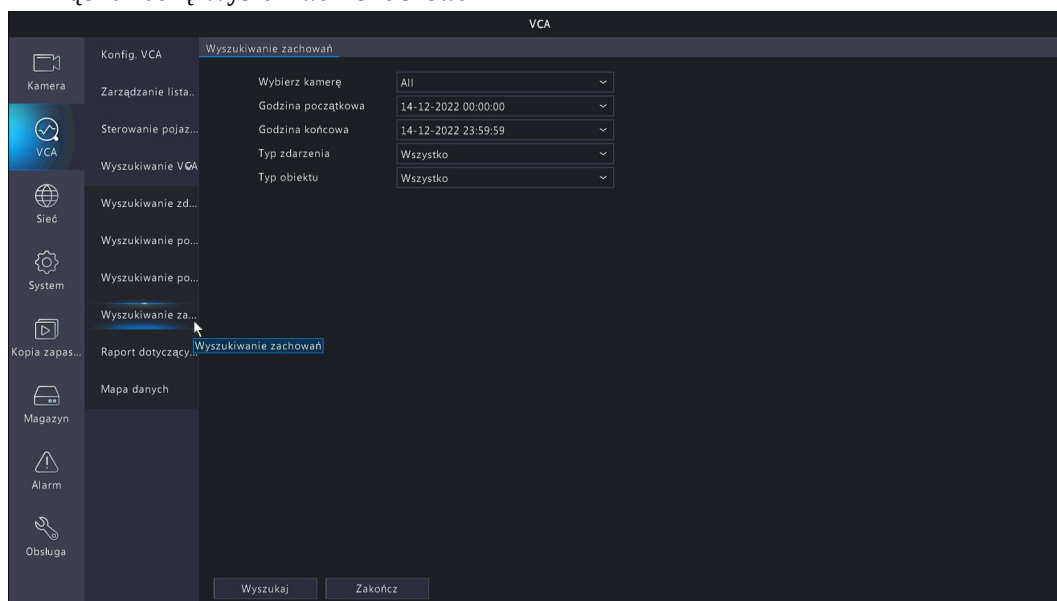 VCA
Kamera
VCA
Sieć
System
Kopia zapas...
Magazyn
Alarm
Obsługa
Konfig. VCA
Zarządzanie lista..
Sterowanie pojaz...
Wyszukiwanie VCA
Wyszukiwanie zd...
Wyszukiwanie po...
Wyszukiwanie po...
Wyszukiwanie za...
Wyszukiwanie zachowań
Raport dotyczący...
Mapa danych
Wyszukiwanie zachowań
Wybierz kamerę All
Godzina początkowa 14-12-2022 00:00:00
Godzina końcowa 14-12-2022 23:59:59
Typ zdarzenia Wszystko
Typ obiektu Wszystko
Wyszukaj Zakończ